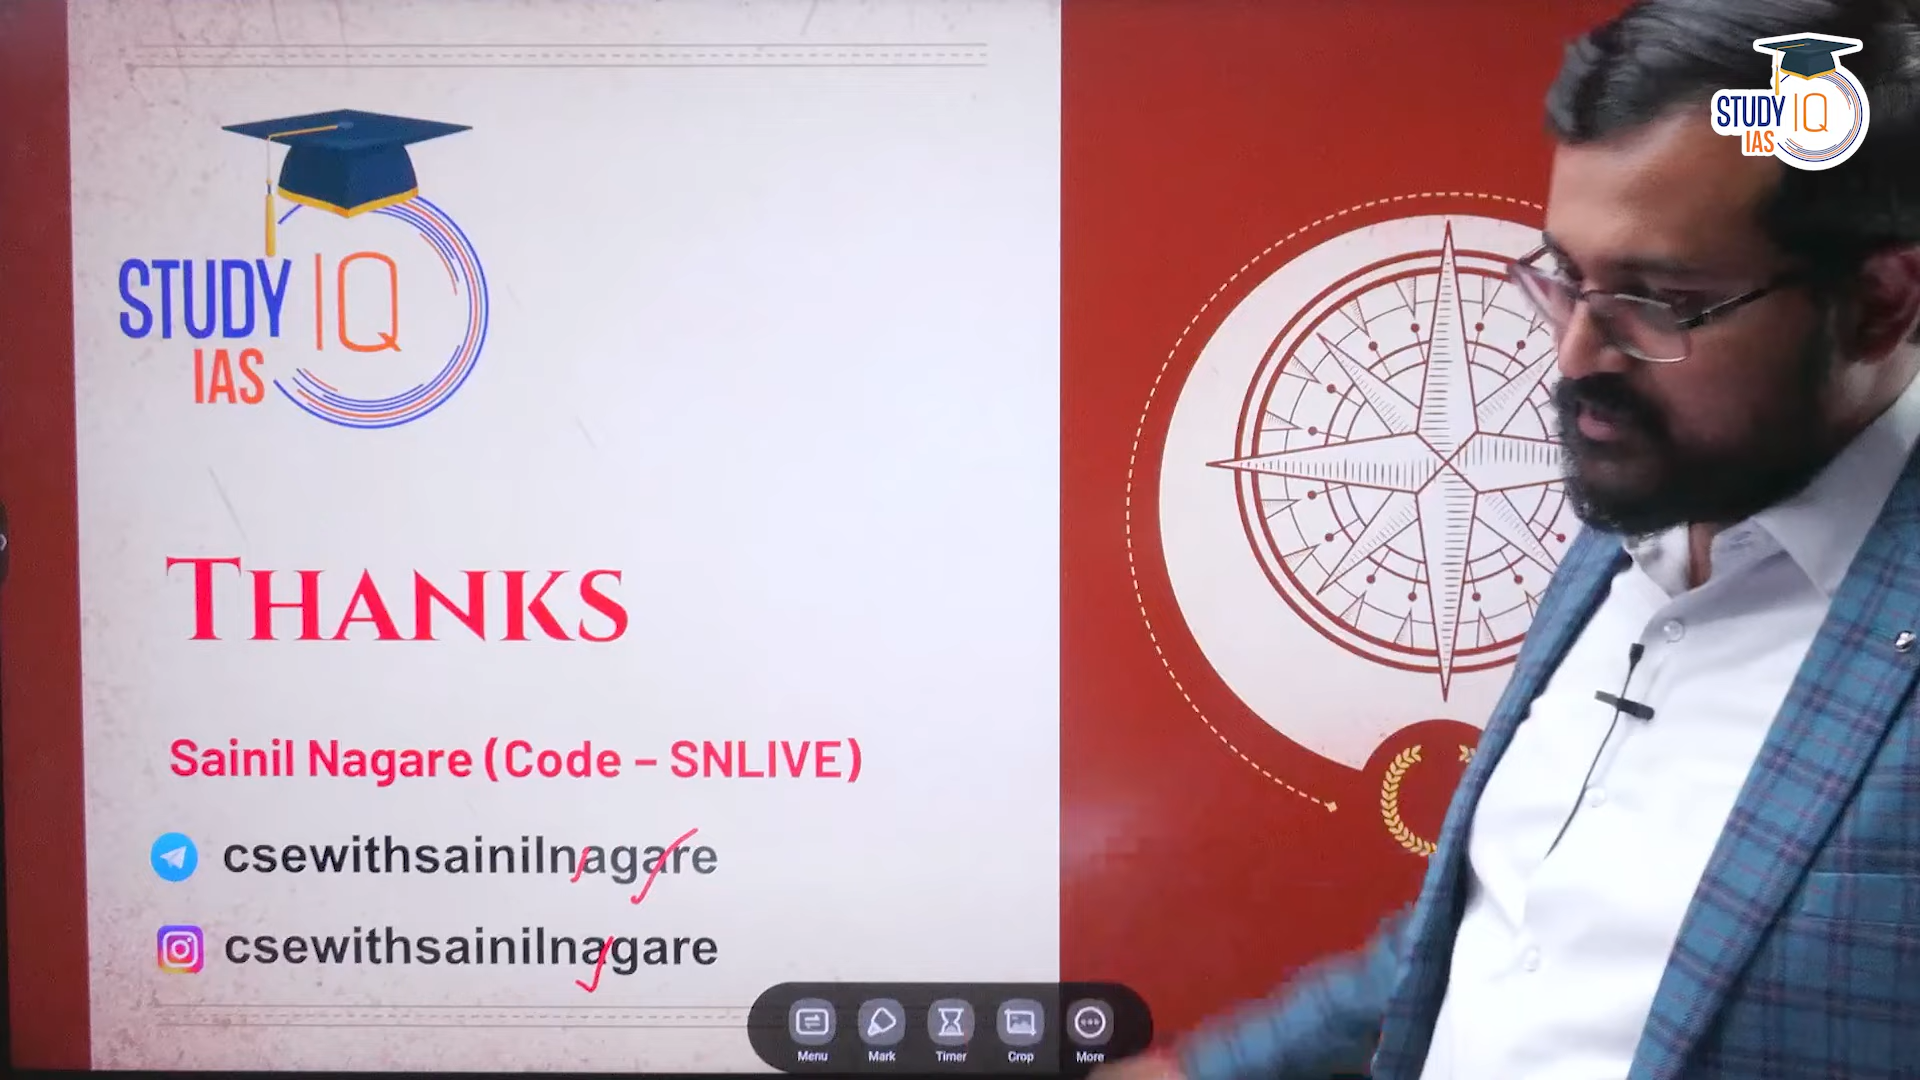 STUDY IQ
IAS
THANKS
Sainil Nagare (Code – SNLIVE)
csewithsainilnagare
csewithsainilnagare
Menu Mark Timer Crop More
STUDY IQ
IAS